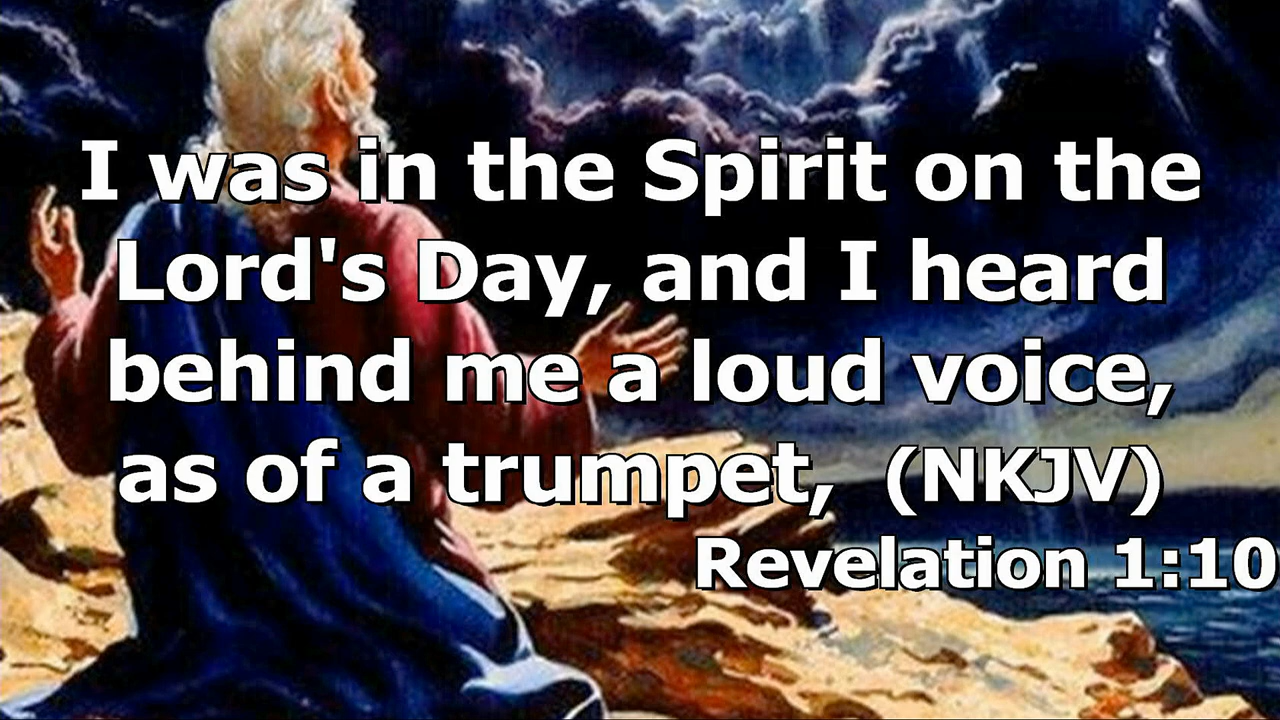 I was in the Spirit on the
Lord's Day, and I heard
behind me a loud voice,
as of a trumpet, (NKJV)
Revelation 1:10